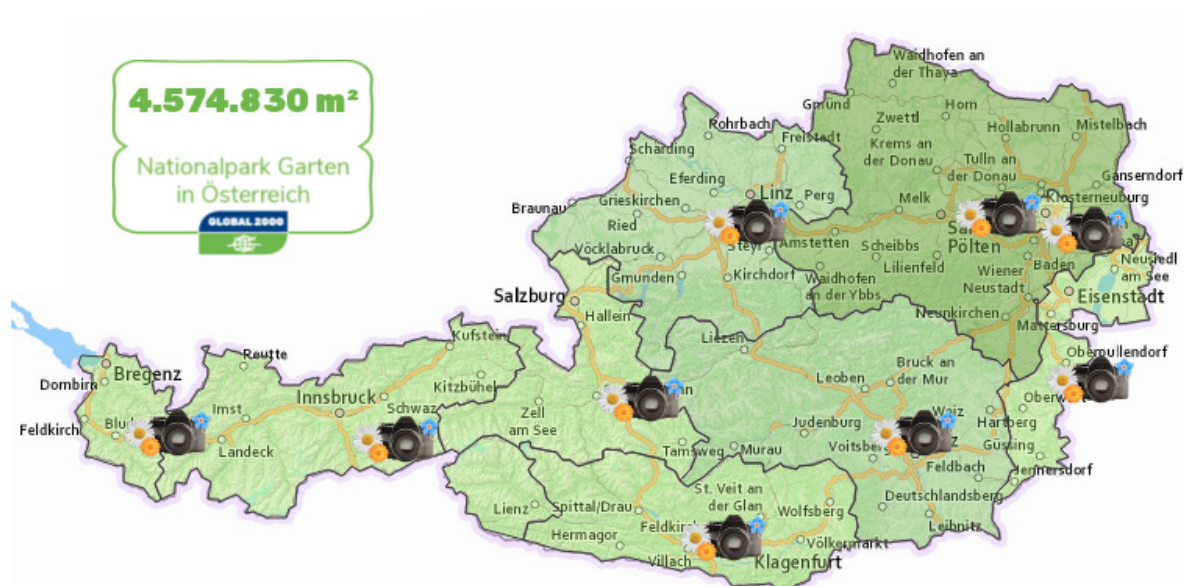 4.574.830 m²
Nationalpark Garten
in Österreich
GLOBAL 2000
Waidhofen an
der Thaya
Gmünd
Horn
Zwettl
Hollabrunn
Mistelbach
Rohrbach
Freistadt
Krems an
der Donau
Schärding
Tulln an
der Donau
Gänserndorf
Eferding
Linz
Perg
Melk
Klosterneuburg
Braunau
Grieskirchen
Ried
Steyr
Amstetten
Pölten
Vöcklabruck
Scheibbs
Baden
Lilienfeld
Wiener
Neustadt
Neusiedl
am See
Gmunden
Kirchdorf
Waidhofen
an der Ybbs
Eisenstadt
Salzburg
Hallein
Neunkirchen
Mattersburg
Kufstein
Liezen
Reutte
Oberpullendorf
Bregenz
Bruck an
der Mur
Dornbirn
Kitzbühel
Leoben
Innsbruck
Schwaz
Imst
Zell
am See
Weiz
Hartberg
Feldkirch
Judenburg
Voitsberg
Güssing
Landeck
Tamsweg
Murau
Feldbach
Jennersdorf
St. Veit an
der Glan
Lienz
Spittal/Drau
Wolfsberg
Deutschlandsberg
Feldkirch
Leibnitz
Hermagor
Völkermarkt
Villach
Klagenfurt